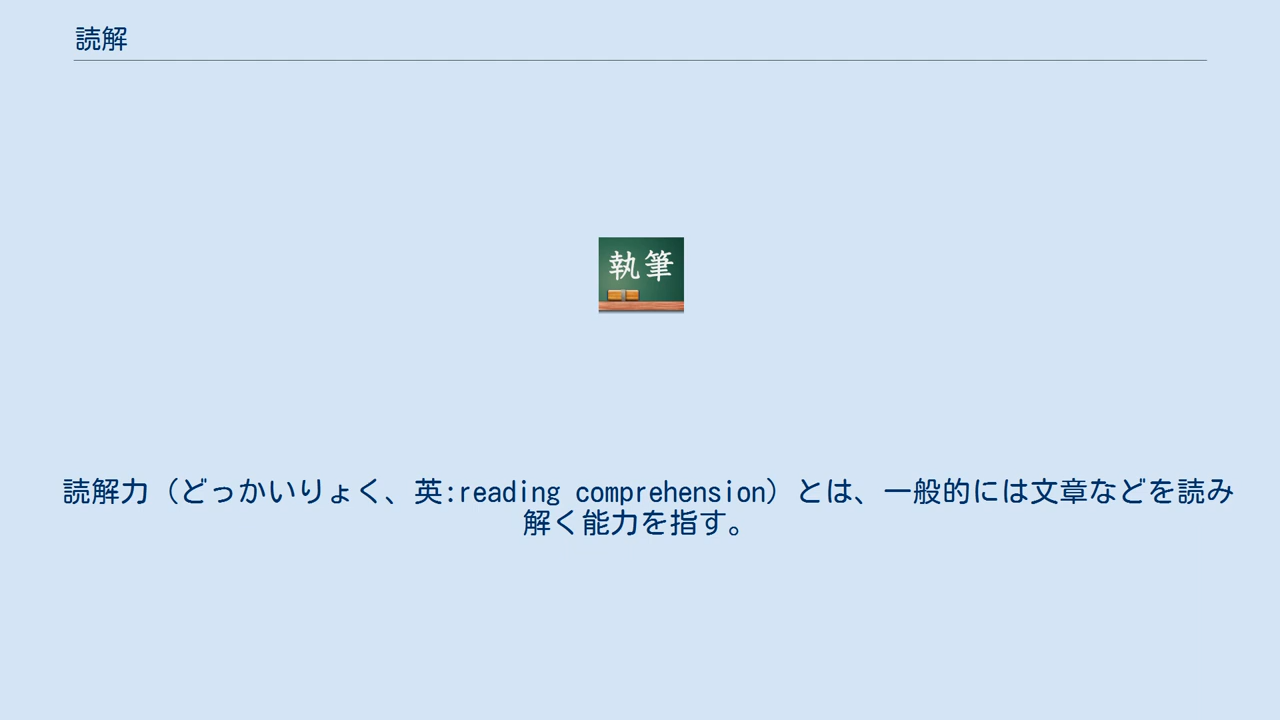 読解
執筆
読解力（どっかいりょく、英:reading comprehension）とは、一般的には文章などを読み
解く能力を指す。